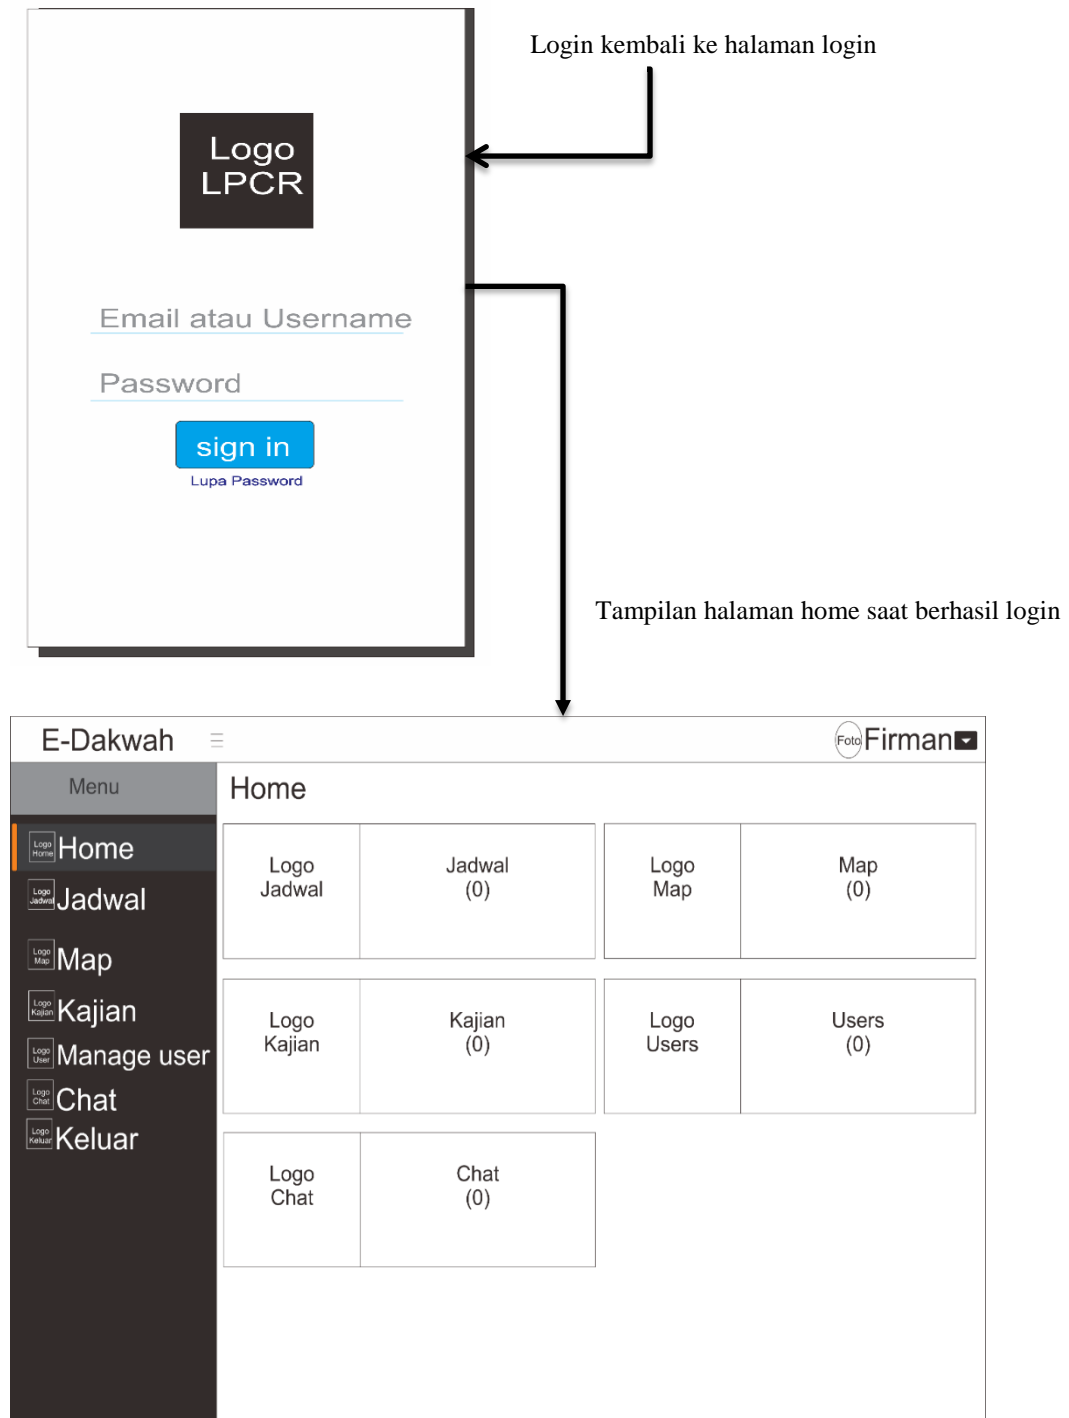 Login kembali ke halaman login
Logo
LPCR
Email atau Username
Password
sign in
Lupa Password
Tampilan halaman home saat berhasil login
E-Dakwah
Foto
Firman
Menu
Home
Logo
Home
Home
Logo
Jadwal
Jadwal
Logo
Map
Map
Logo
Kajian
Kajian
Logo
User
Manage user
Logo
Chat
Chat
Logo
Keluar
Keluar
Logo
Jadwal
Jadwal
(0)
Logo
Map
Map
(0)
Logo
Kajian
Kajian
(0)
Logo
Users
Users
(0)
Logo
Chat
Chat
(0)